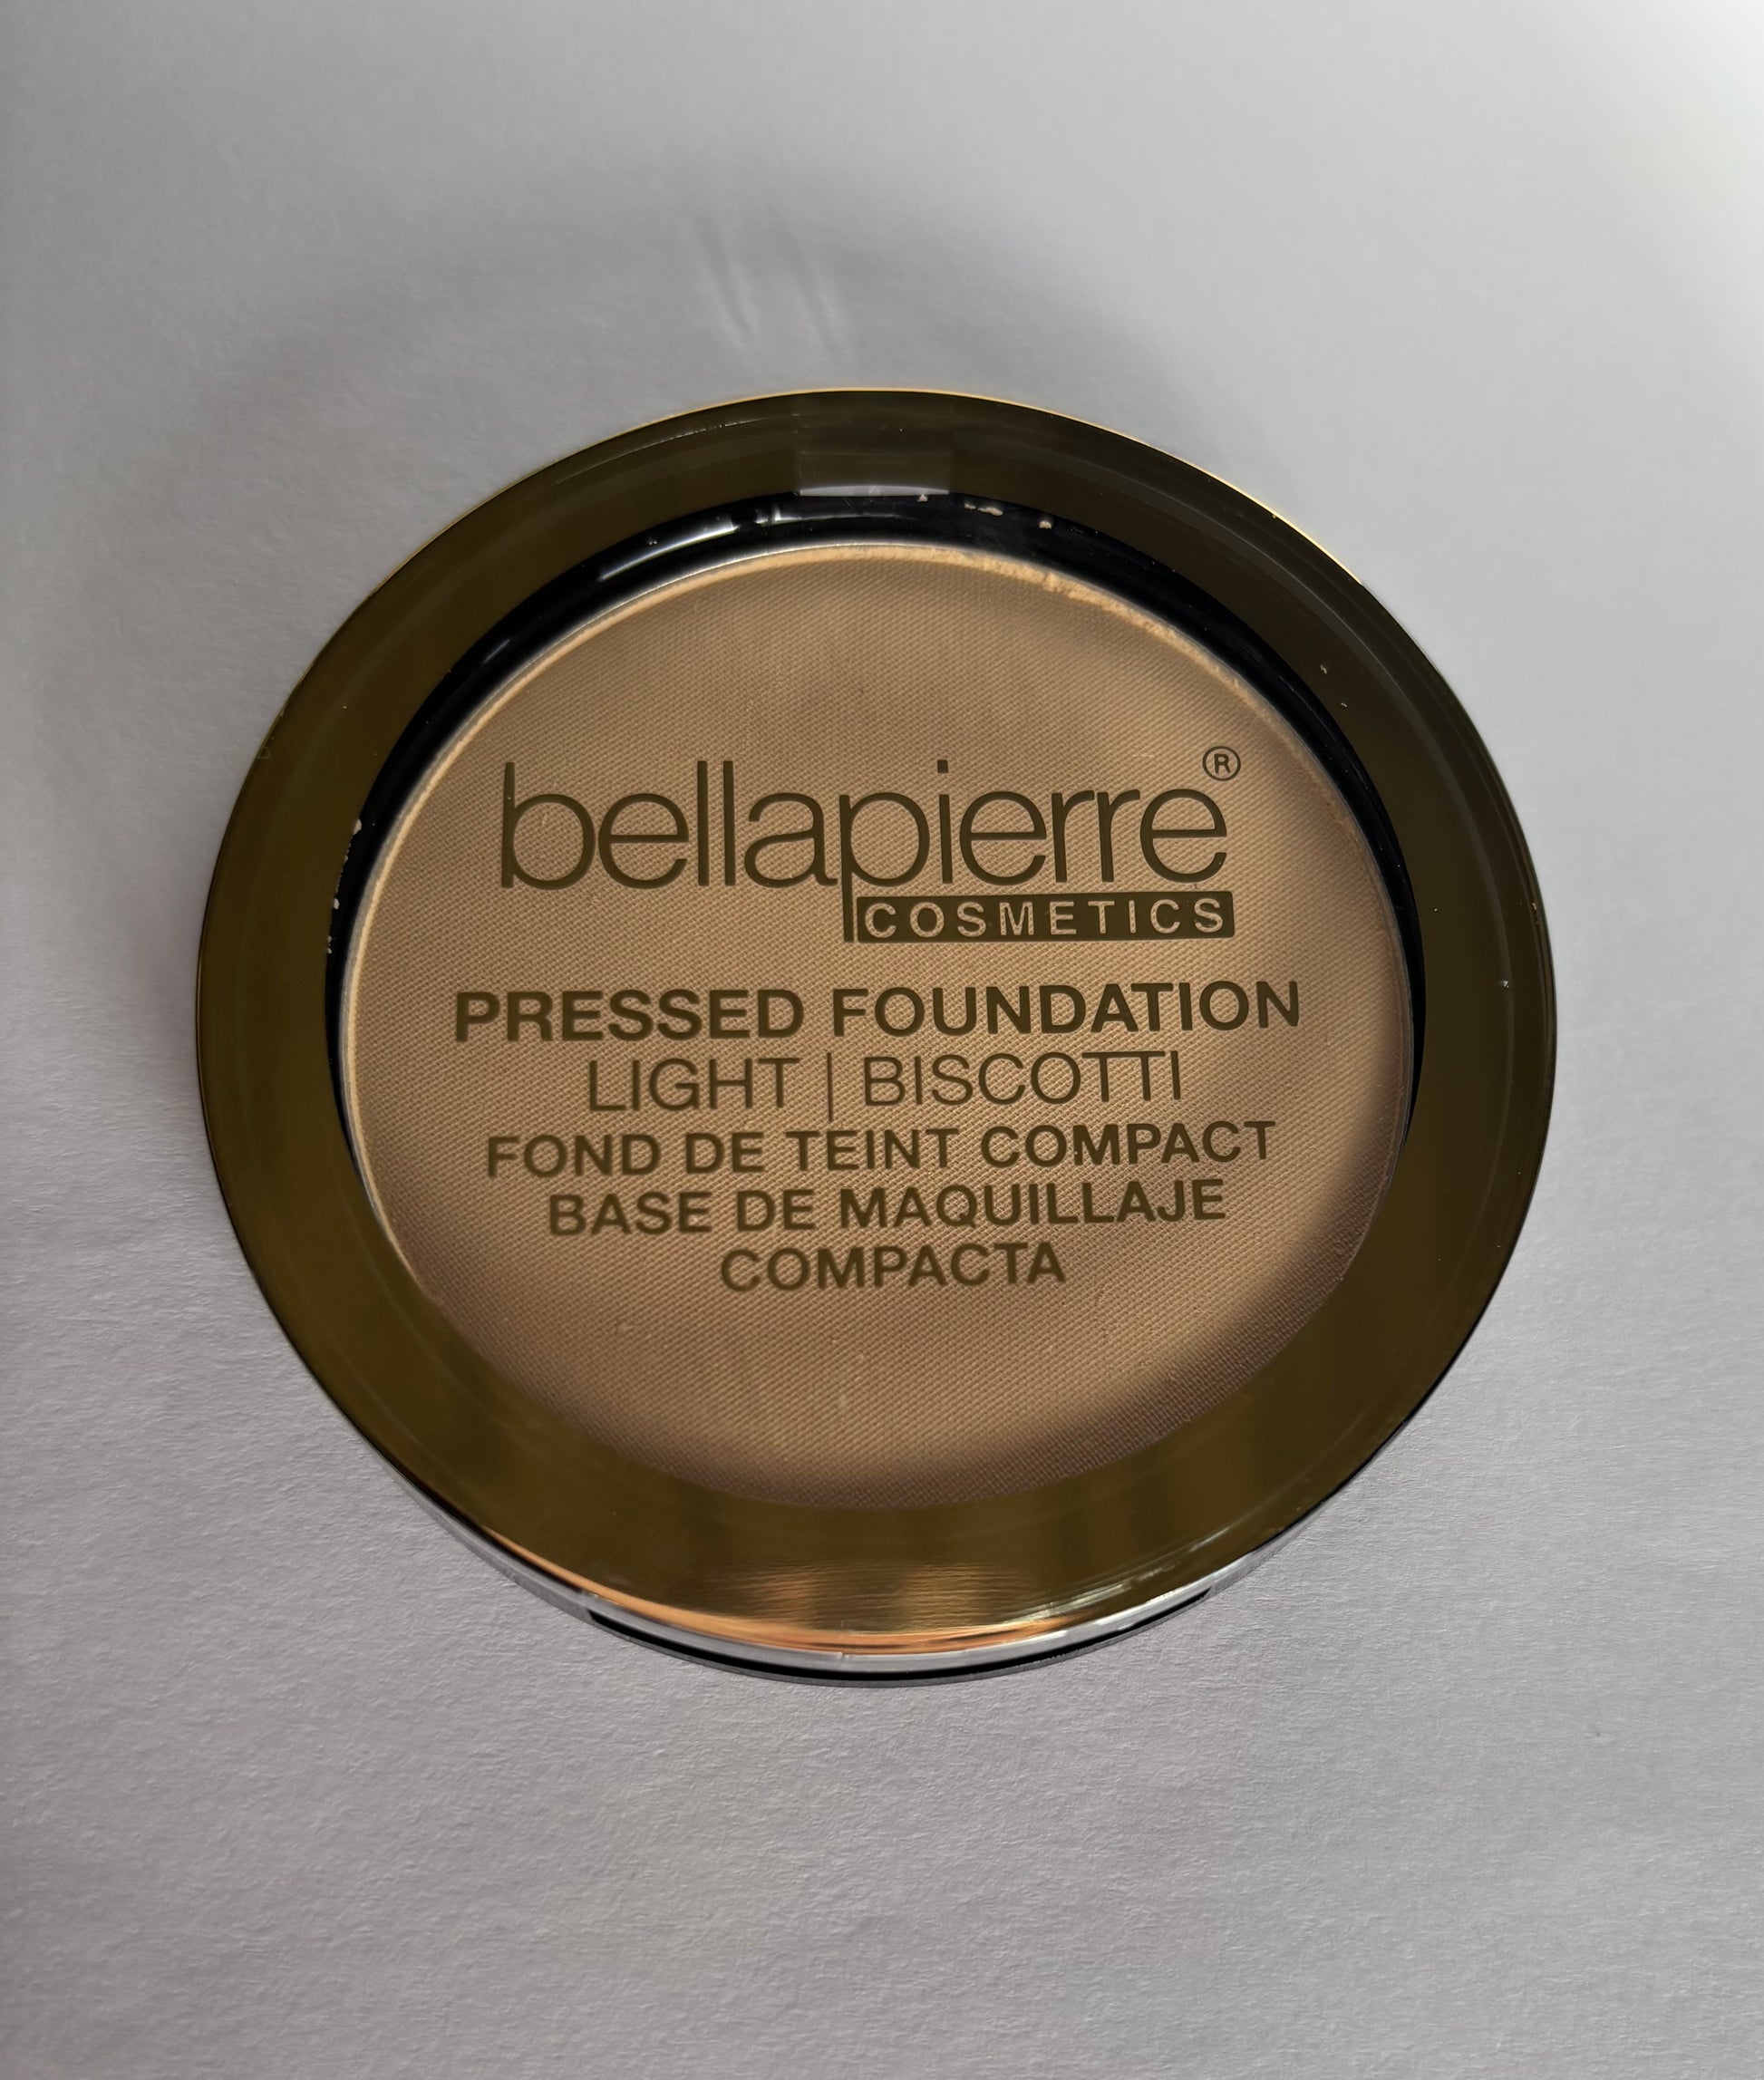 bellapierre®
COSMETICS
PRESSED FOUNDATION
LIGHT | BISCOTTI
FOND DE TEINT COMPACT
BASE DE MAQUILLAJE
COMPACTA